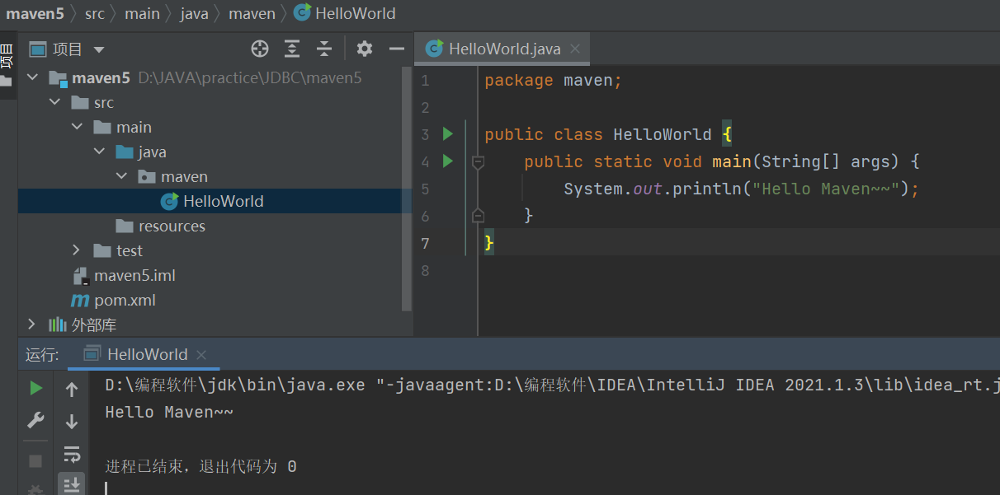 maven5 src main java maven HelloWorld
项目
项目
HelloWorld.java
maven5 D:\JAVA\practice\JDBC\maven5
src
main
java
maven
HelloWorld
resources
test
maven5.iml
pom.xml
外部库
1 package maven;
2
3 public class HelloWorld {
4 public static void main(String[] args) {
5 System.out.println("Hello Maven~~");
6 }
7 }
8
运行: HelloWorld
D:\编程软件\jdk\bin\java.exe "-javaagent:D:\编程软件\IDEA\IntelliJ IDEA 2021.1.3\lib\idea_rt.j
Hello Maven~~
进程已结束，退出代码为 0